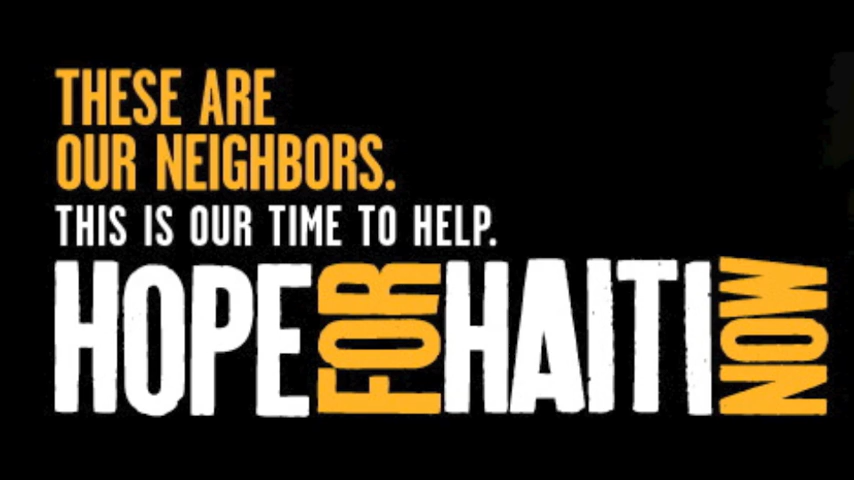 THESE ARE
OUR NEIGHBORS.
THIS IS OUR TIME TO HELP.
HOPE FOR HAITI NOW